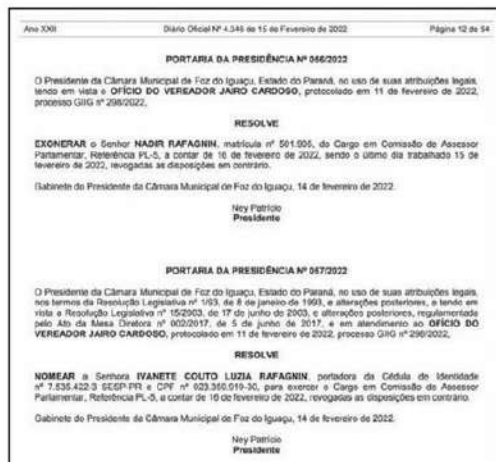 Ano XXII Diário Oficial Nº 4.346 de 15 de Fevereiro de 2022 Página 12 de 54
PORTARIA DA PRESIDÊNCIA Nº 066/2022
O Presidente da Câmara Municipal de Foz do Iguaçu, Estado do Paraná, no uso de suas atribuições legais,
tendo em vista o OFÍCIO DO VEREADOR JAIRO CARDOSO, protocolado em 11 de fevereiro de 2022,
processo GIIG nº 298/2022,
RESOLVE
EXONERAR o Senhor NADIR RAFAGNIN, matrícula nº 501.006, do Cargo em Comissão de Assessor
Parlamentar, Referência PL-5, a contar de 16 de fevereiro de 2022, sendo o último dia trabalhado 15 de
fevereiro de 2022, revogadas as disposições em contrário.
Gabinete do Presidente da Câmara Municipal de Foz do Iguaçu, 14 de fevereiro de 2022.
Ney Patrício
Presidente
PORTARIA DA PRESIDÊNCIA Nº 067/2022
O Presidente da Câmara Municipal de Foz do Iguaçu, Estado do Paraná, no uso de suas atribuições legais,
nos termos da Resolução Legislativa nº 1/93, de 8 de janeiro de 1993, e alterações posteriores, e tendo em
vista a Resolução Legislativa nº 15/2003, de 17 de junho de 2003, e alterações posteriores, regulamentada
pelo Ato da Mesa Diretora nº 002/2017, de 5 de junho de 2017, e em atendimento ao OFÍCIO DO
VEREADOR JAIRO CARDOSO, protocolado em 11 de fevereiro de 2022, processo GIIG nº 298/2022,
RESOLVE
NOMEAR a Senhora IVANETE COUTO LUZIA RAFAGNIN, portadora da Cédula de Identidade
nº 7.535.422-3 SESP-PR e CPF nº para exercer o Cargo em Comissão de Assessor
Parlamentar, Referência PL-5, a contar de 16 de fevereiro de 2022, revogadas as disposições em contrário.
Gabinete do Presidente da Câmara Municipal de Foz do Iguaçu, 14 de fevereiro de 2022.
Ney Patrício
Presidente